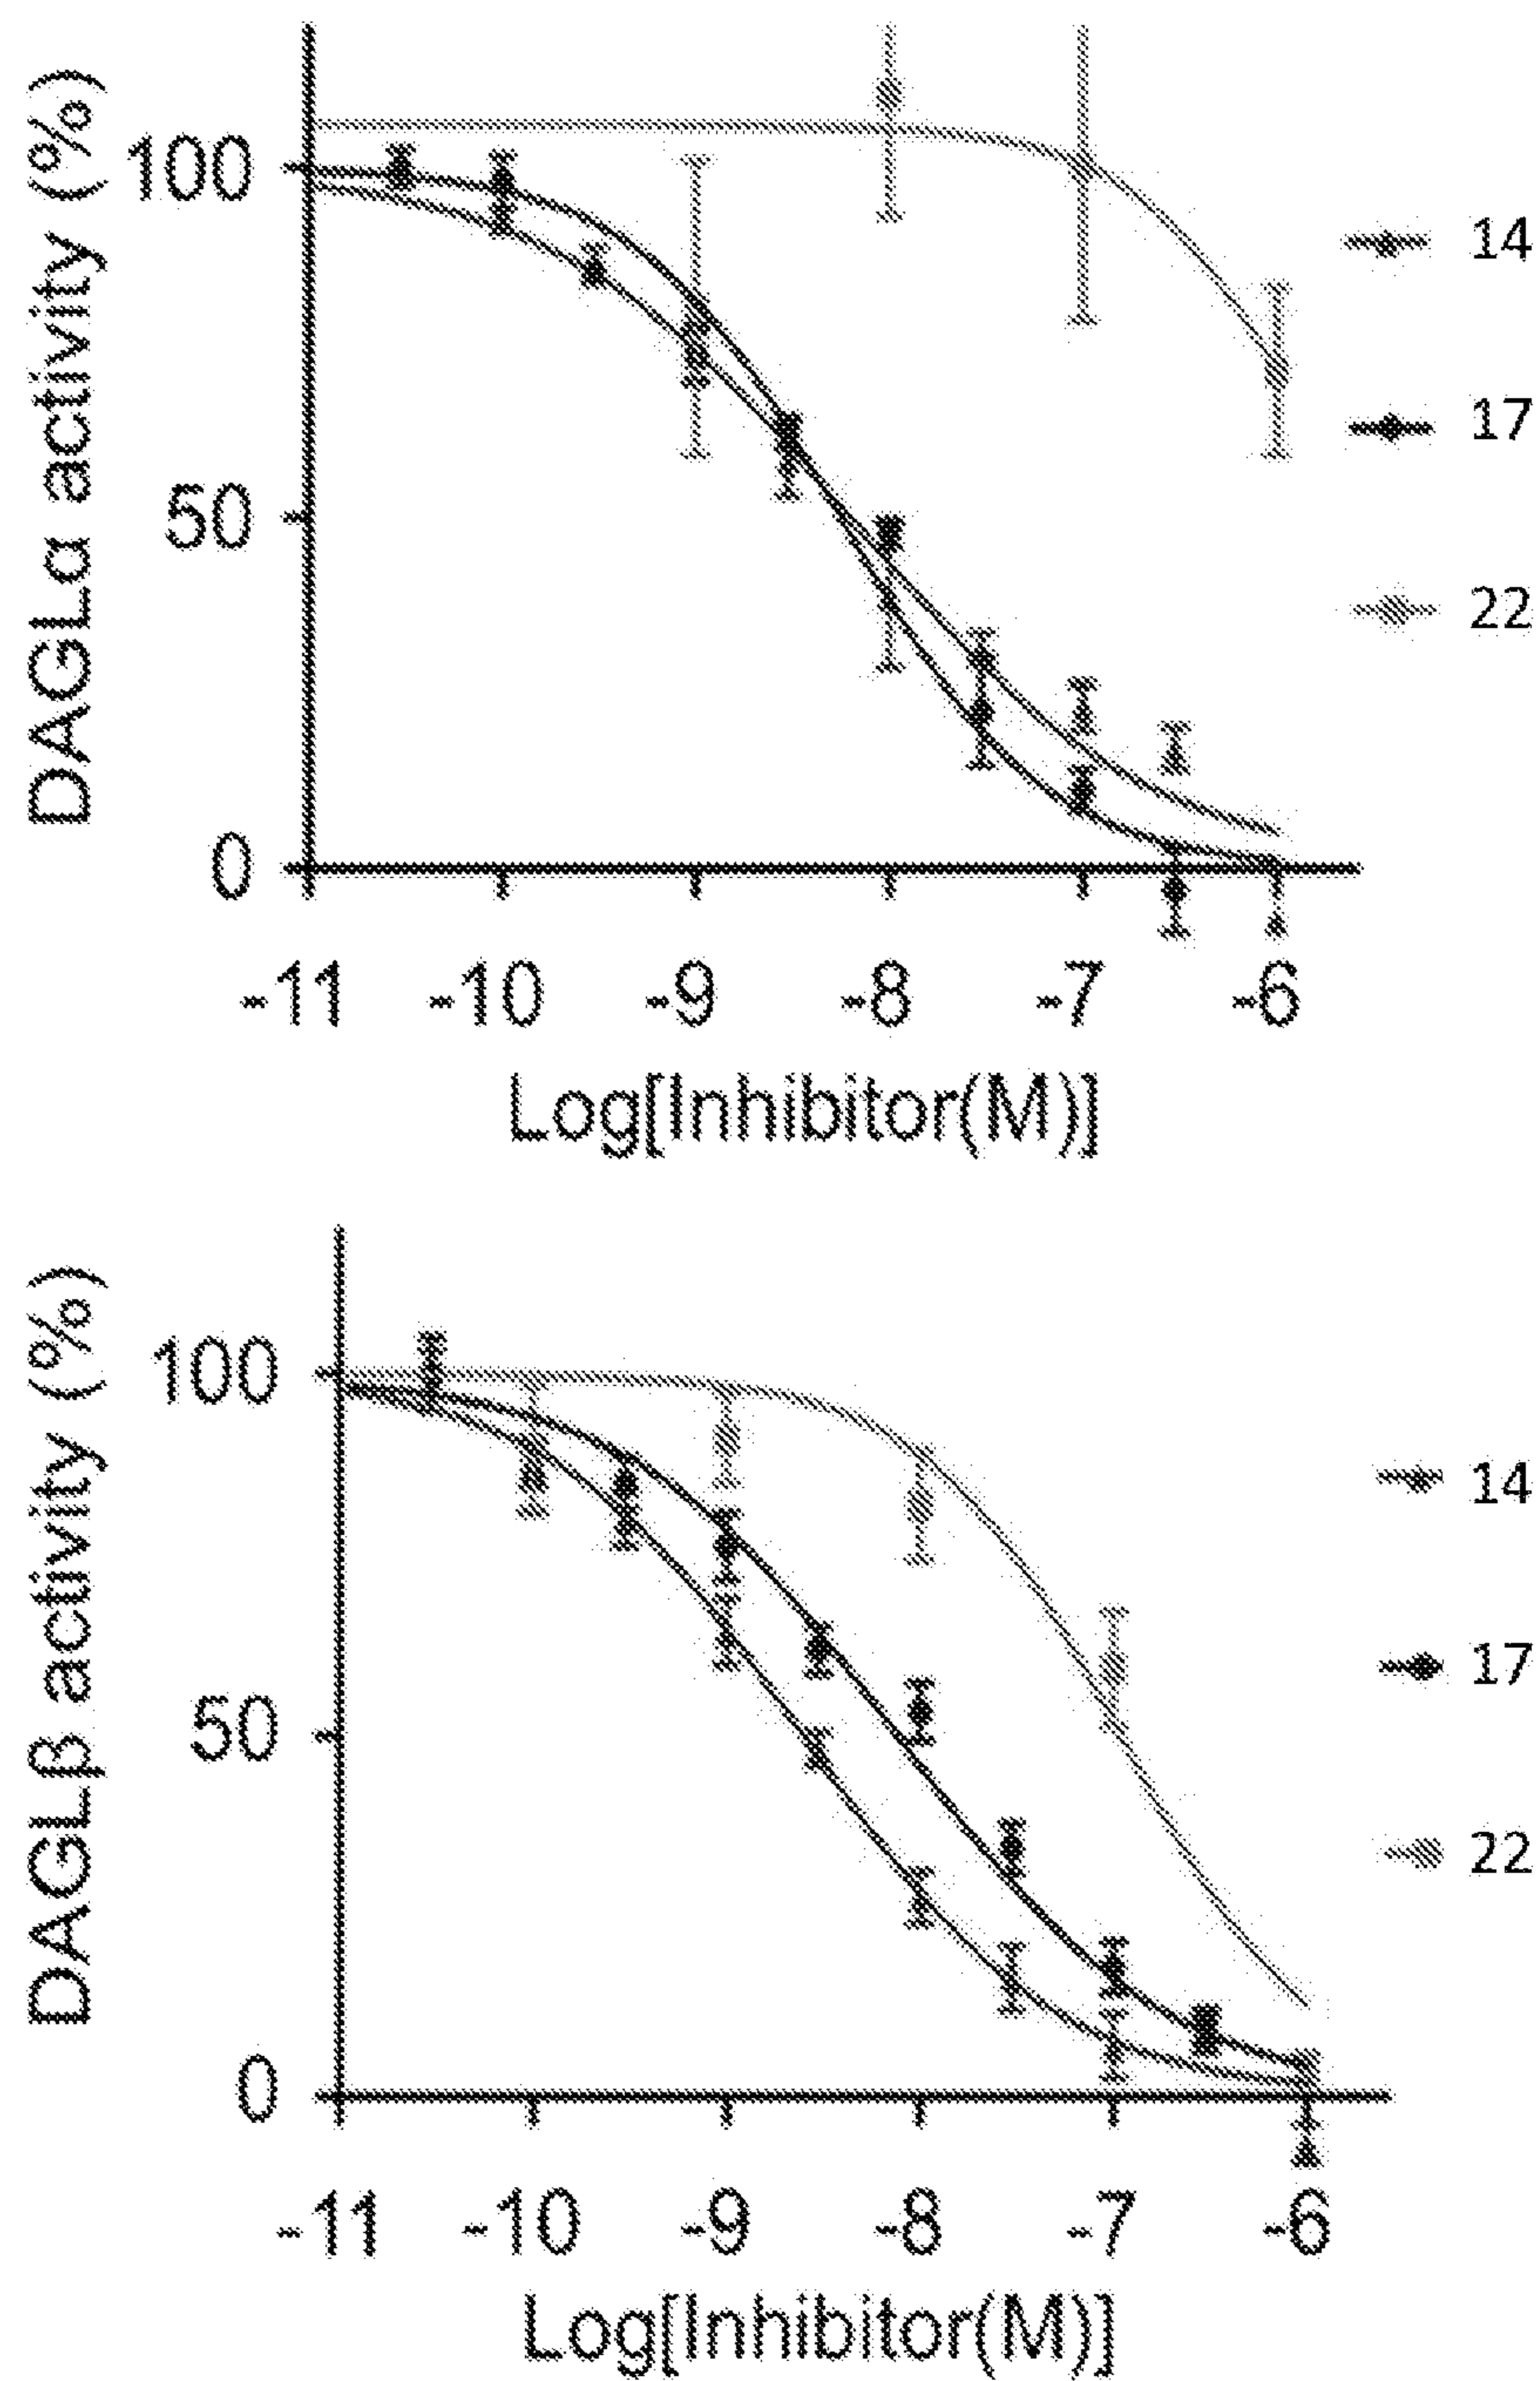 DAGLα activity (%)
100
50
0
-11 -10 -9 -8 -7 -6
Log[Inhibitor(M)]
14
17
22
DAGLβ activity (%)
100
50
0
-11 -10 -9 -8 -7 -6
Log[Inhibitor(M)]
14
17
22